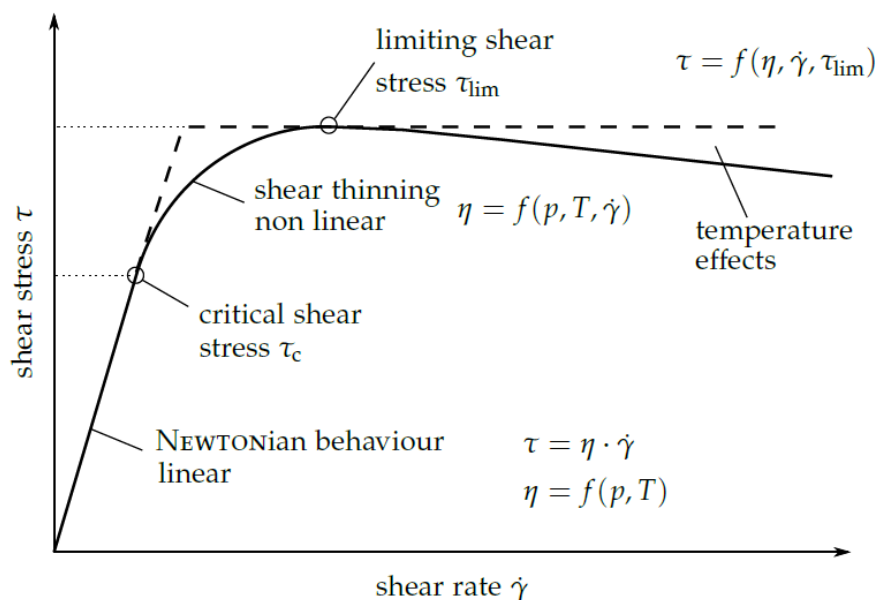 limiting shear
stress τ_lim
τ = f(η, γ̇, τ_lim)
shear thinning
non linear
η = f(p, T, γ̇)
temperature
effects
critical shear
stress τ_c
NEWTONian behaviour
linear
τ = η · γ̇
η = f(p, T)
shear stress τ
shear rate γ̇